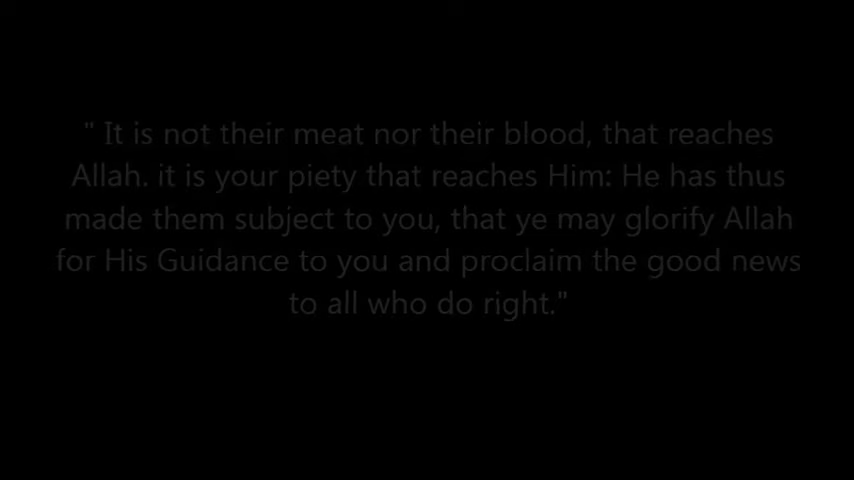 " It is not their meat nor their blood, that reaches
Allah. it is your piety that reaches Him: He has thus
made them subject to you, that ye may glorify Allah
for His Guidance to you and proclaim the good news
to all who do right."